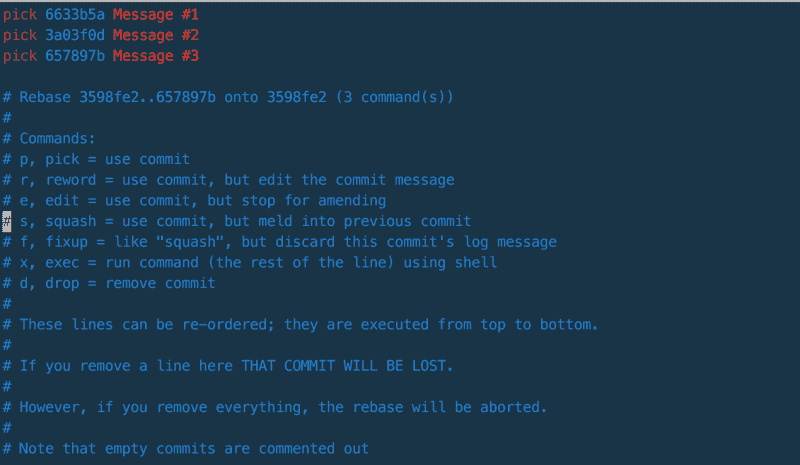 pick 6633b5a Message #1
pick 3a03f0d Message #2
pick 657897b Message #3
# Rebase 3598fe2..657897b onto 3598fe2 (3 command(s))
#
# Commands:
# p, pick = use commit
# r, reword = use commit, but edit the commit message
# e, edit = use commit, but stop for amending
# s, squash = use commit, but meld into previous commit
# f, fixup = like "squash", but discard this commit's log message
# x, exec = run command (the rest of the line) using shell
# d, drop = remove commit
#
# These lines can be re-ordered; they are executed from top to bottom.
#
# If you remove a line here THAT COMMIT WILL BE LOST.
#
# However, if you remove everything, the rebase will be aborted.
#
# Note that empty commits are commented out